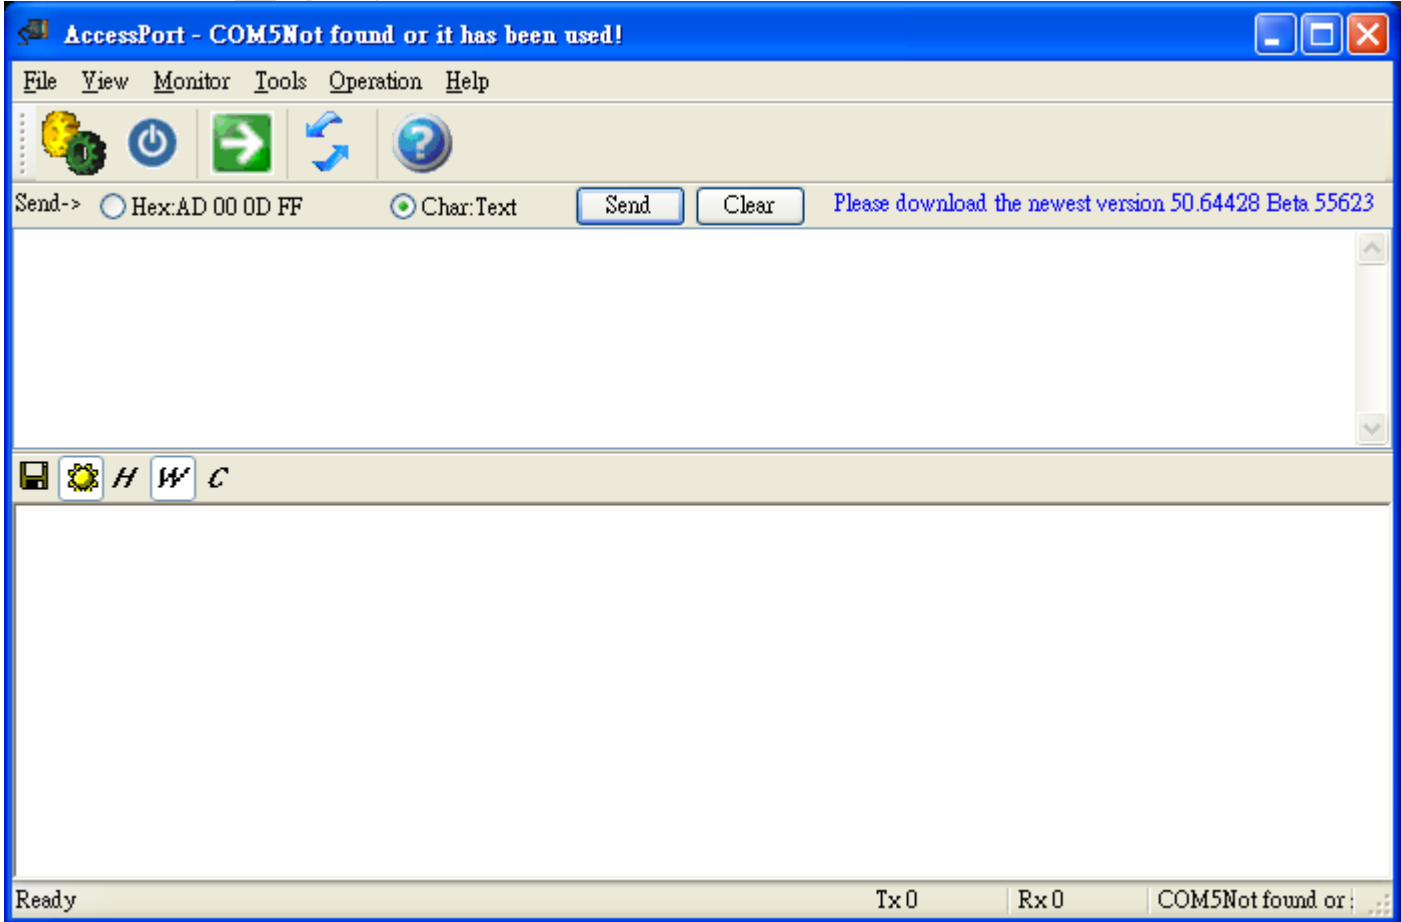 AccessPort - COM5Not found or it has been used!
File View Monitor Tools Operation Help
Send-> Hex:AD 00 0D FF Char:Text Send Clear Please download the newest version 50.64428 Beta 55623
H W C
Ready Tx 0 Rx 0 COM5Not found or